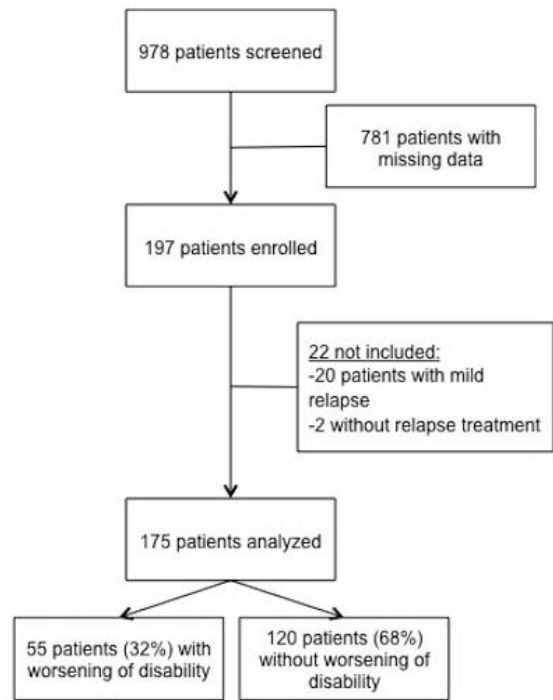 978 patients screened
781 patients with
missing data
197 patients enrolled
22 not included:
-20 patients with mild
relapse
-2 without relapse treatment
175 patients analyzed
55 patients (32%) with
worsening of disability
120 patients (68%)
without worsening of
disability